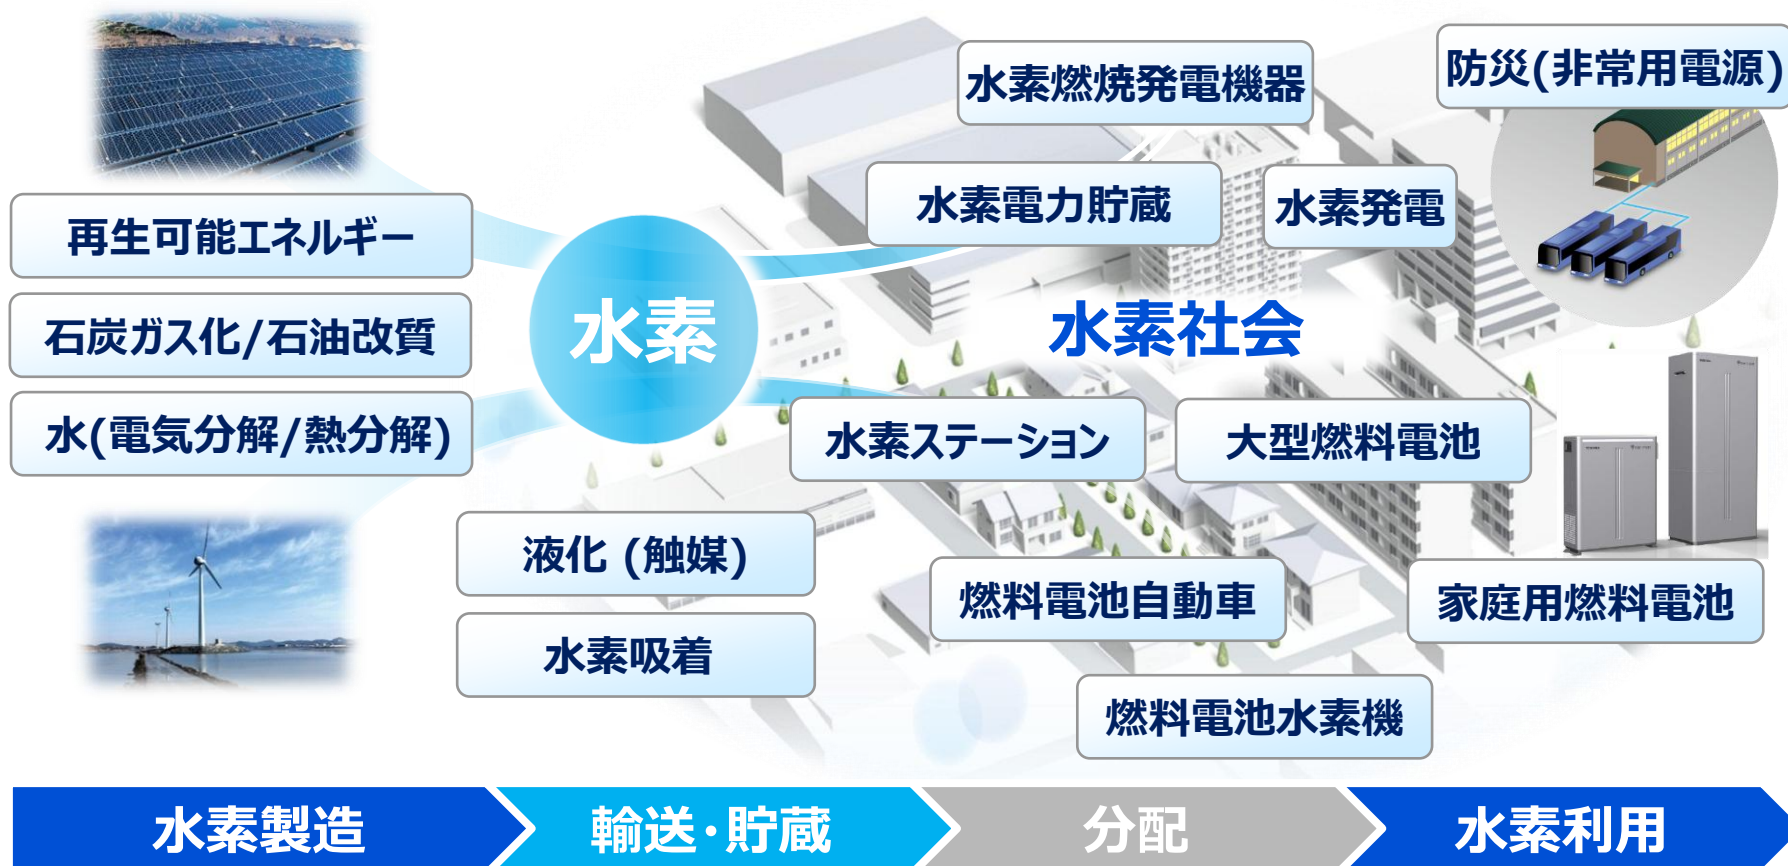 水素燃焼発電機器
防災(非常用電源)
水素電力貯蔵
水素発電
再生可能エネルギー
石炭ガス化/石油改質
水(電気分解/熱分解)
水素
水素社会
水素ステーション
大型燃料電池
液化 (触媒)
水素吸着
燃料電池自動車
家庭用燃料電池
燃料電池水素機
水素製造
輸送・貯蔵
分配
水素利用